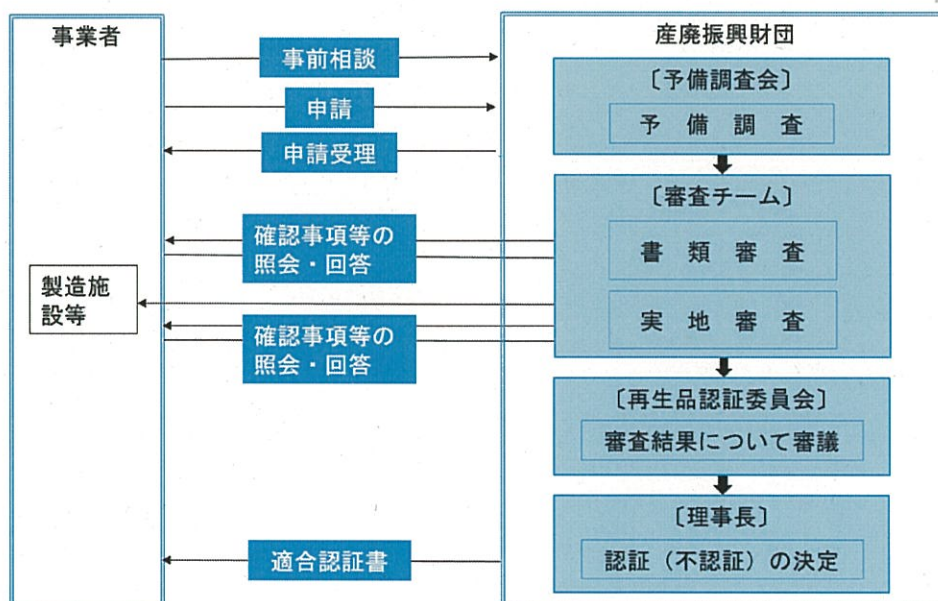 事業者
産廃振興財団
事前相談
申請
申請受理
確認事項等の
照会・回答
製造施
設等
確認事項等の
照会・回答
適合認証書
〔予備調査会〕
予備調査
〔審査チーム〕
書類審査
実地審査
〔再生品認証委員会〕
審査結果について審議
〔理事長〕
認証（不認証）の決定